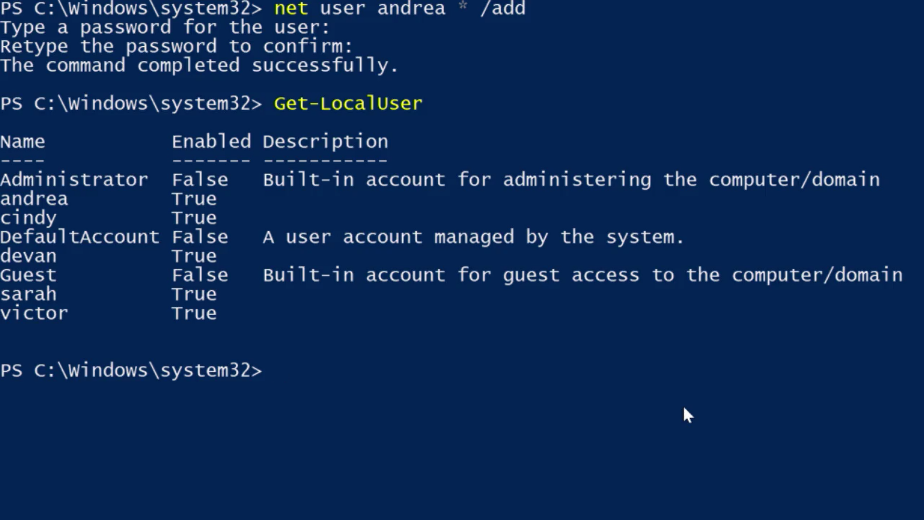 PS C:\Windows\system32> net user andrea * /add
Type a password for the user:
Retype the password to confirm:
The command completed successfully.
PS C:\Windows\system32> Get-LocalUser
Name Enabled Description
---- ------- -----------
Administrator False Built-in account for administering the computer/domain
andrea True
cindy True
DefaultAccount False A user account managed by the system.
devan True
Guest False Built-in account for guest access to the computer/domain
sarah True
victor True
PS C:\Windows\system32>